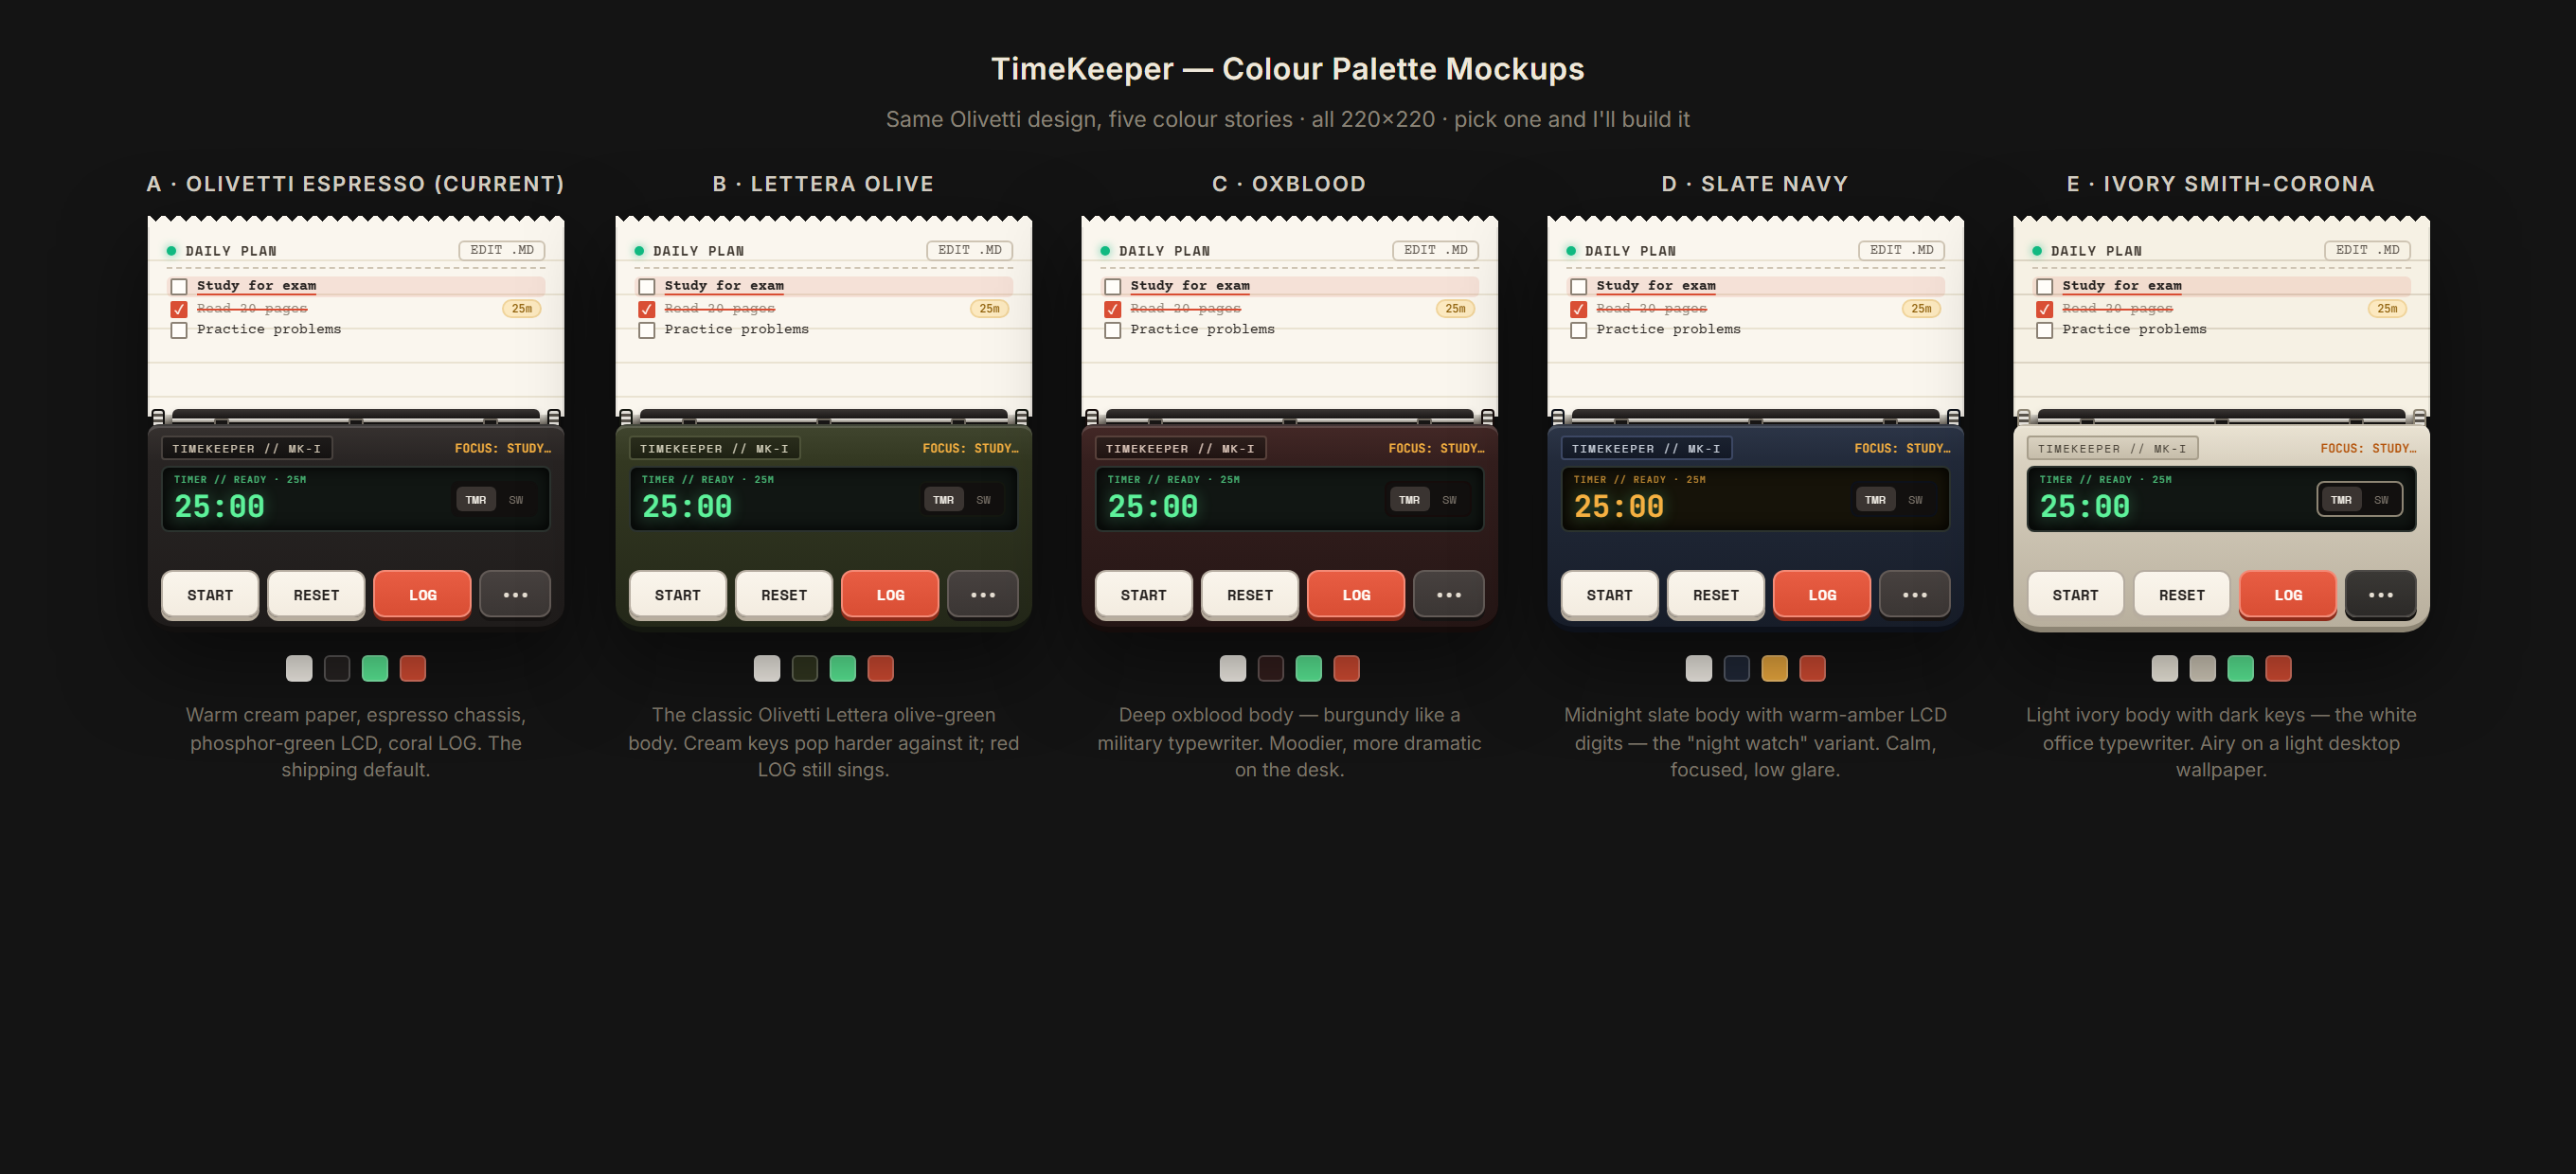 TimeKeeper — Colour Palette Mockups
Same Olivetti design, five colour stories · all 220×220 · pick one and I'll build it
A · OLIVETTI ESPRESSO (CURRENT)
DAILY PLAN
EDIT .MD
Study for exam
Read 20 pages
25m
Practice problems
TIMEKEEPER // MK-I
FOCUS: STUDY…
TIMER // READY · 25M
25:00
TMR
SW
START
RESET
LOG
•••
Warm cream paper, espresso chassis,
phosphor-green LCD, coral LOG. The
shipping default.
B · LETTERA OLIVE
DAILY PLAN
EDIT .MD
Study for exam
Read 20 pages
25m
Practice problems
TIMEKEEPER // MK-I
FOCUS: STUDY…
TIMER // READY · 25M
25:00
TMR
SW
START
RESET
LOG
•••
The classic Olivetti Lettera olive-green
body. Cream keys pop harder against it; red
LOG still sings.
C · OXBLOOD
DAILY PLAN
EDIT .MD
Study for exam
Read 20 pages
25m
Practice problems
TIMEKEEPER // MK-I
FOCUS: STUDY…
TIMER // READY · 25M
25:00
TMR
SW
START
RESET
LOG
•••
Deep oxblood body — burgundy like a
military typewriter. Moodier, more dramatic
on the desk.
D · SLATE NAVY
DAILY PLAN
EDIT .MD
Study for exam
Read 20 pages
25m
Practice problems
TIMEKEEPER // MK-I
FOCUS: STUDY…
TIMER // READY · 25M
25:00
TMR
SW
START
RESET
LOG
•••
Midnight slate body with warm-amber LCD
digits — the "night watch" variant. Calm,
focused, low glare.
E · IVORY SMITH-CORONA
DAILY PLAN
EDIT .MD
Study for exam
Read 20 pages
25m
Practice problems
TIMEKEEPER // MK-I
FOCUS: STUDY…
TIMER // READY · 25M
25:00
TMR
SW
START
RESET
LOG
•••
Light ivory body with dark keys — the white
office typewriter. Airy on a light desktop
wallpaper.